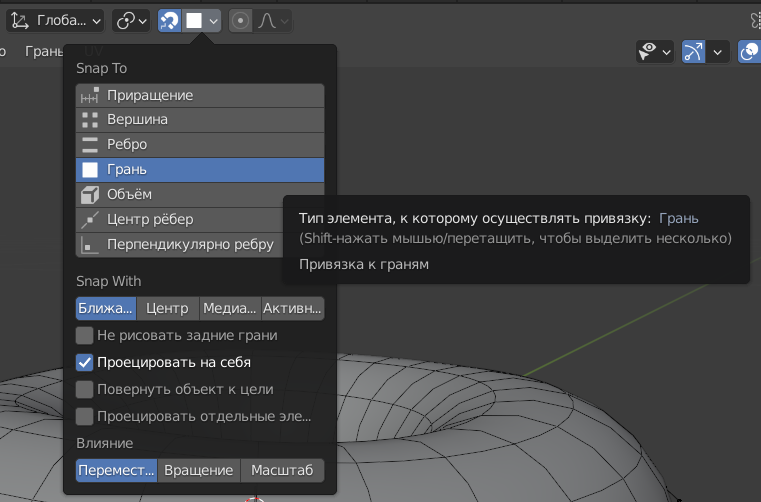 Глоба...
о Грань UV
Snap To
Приращение
Вершина
Ребро
Грань
Объём
Центр рёбер
Перпендикулярно ребру
Тип элемента, к которому осуществлять привязку: Грань
(Shift-нажать мышью/перетащить, чтобы выделить несколько)
Привязка к граням
Snap With
Ближа... Центр Медиа... Активн...
Не рисовать задние грани
Проецировать на себя
Повернуть объект к цели
Проецировать отдельные эле...
Влияние
Перемест... Вращение Масштаб